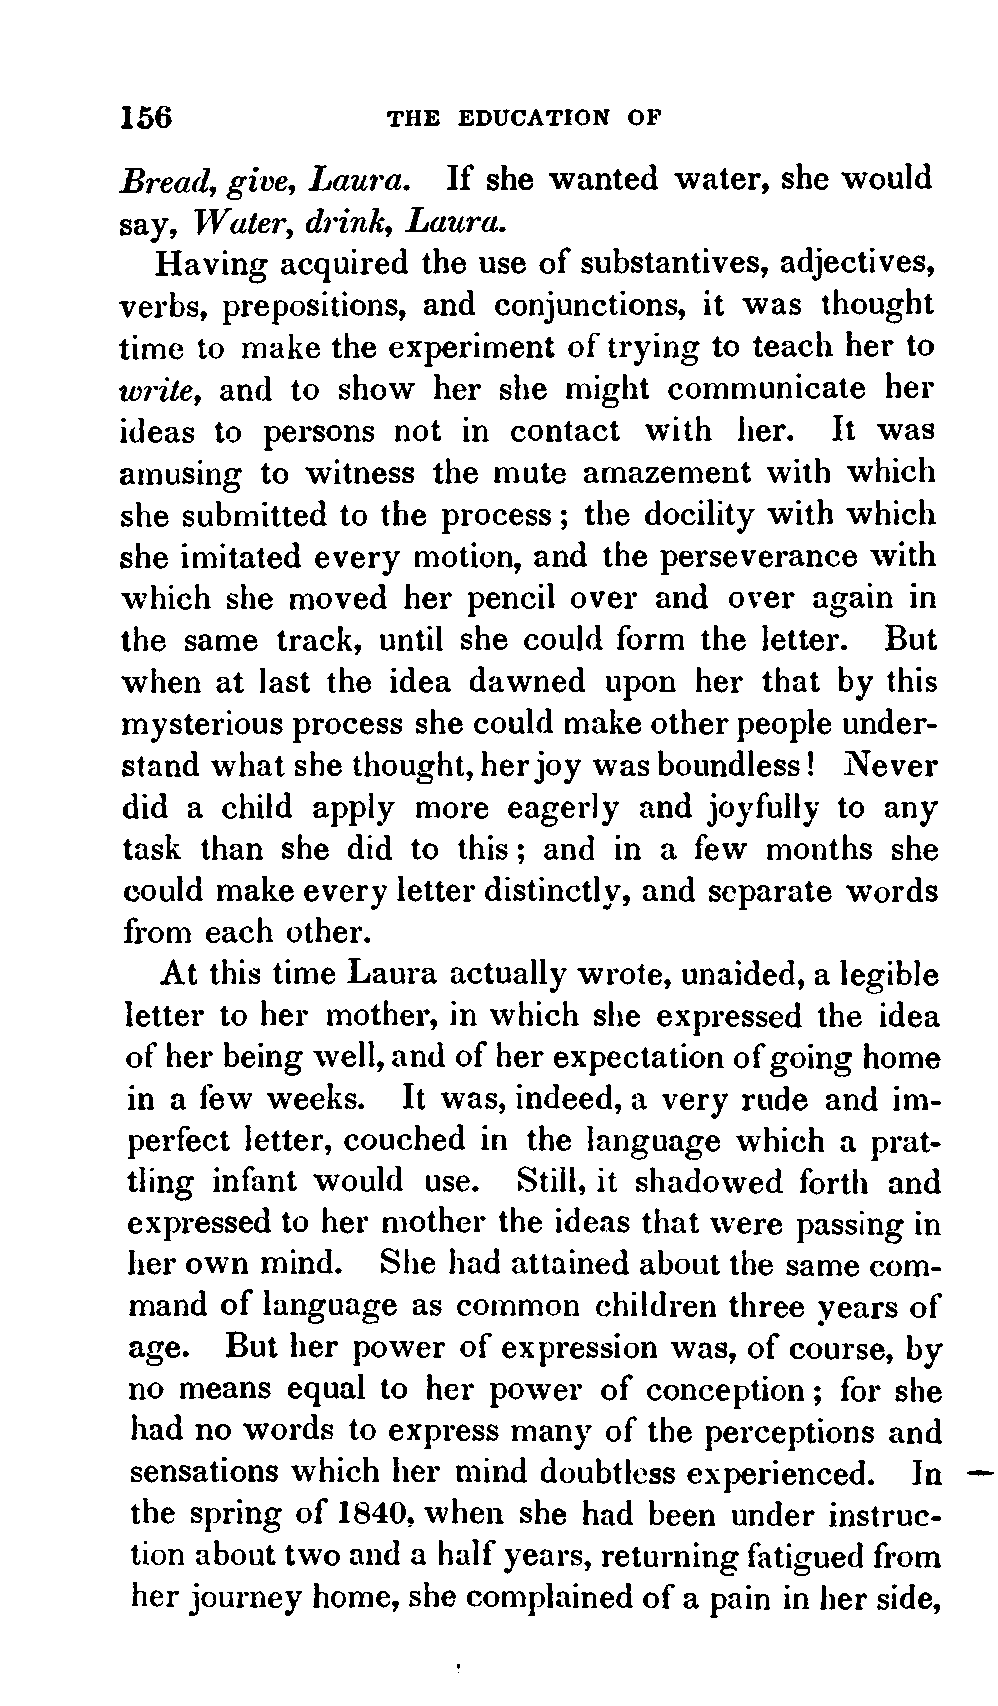 156 THE EDUCATION OF
Bread, give, Laura. If she wanted water, she would
say, Water, drink, Laura.
Having acquired the use of substantives, adjectives,
verbs, prepositions, and conjunctions, it was thought
time to make the experiment of trying to teach her to
write, and to show her she might communicate her
ideas to persons not in contact with her. It was
amusing to witness the mute amazement with which
she submitted to the process; the docility with which
she imitated every motion, and the perseverance with
which she moved her pencil over and over again in
the same track, until she could form the letter. But
when at last the idea dawned upon her that by this
mysterious process she could make other people under-
stand what she thought, her joy was boundless! Never
did a child apply more eagerly and joyfully to any
task than she did to this; and in a few months she
could make every letter distinctly, and separate words
from each other.
At this time Laura actually wrote, unaided, a legible
letter to her mother, in which she expressed the idea
of her being well, and of her expectation of going home
in a few weeks. It was, indeed, a very rude and im-
perfect letter, couched in the language which a prat-
tling infant would use. Still, it shadowed forth and
expressed to her mother the ideas that were passing in
her own mind. She had attained about the same com-
mand of language as common children three years of
age. But her power of expression was, of course, by
no means equal to her power of conception; for she
had no words to express many of the perceptions and
sensations which her mind doubtless experienced. In
the spring of 1840, when she had been under instruc-
tion about two and a half years, returning fatigued from
her journey home, she complained of a pain in her side,